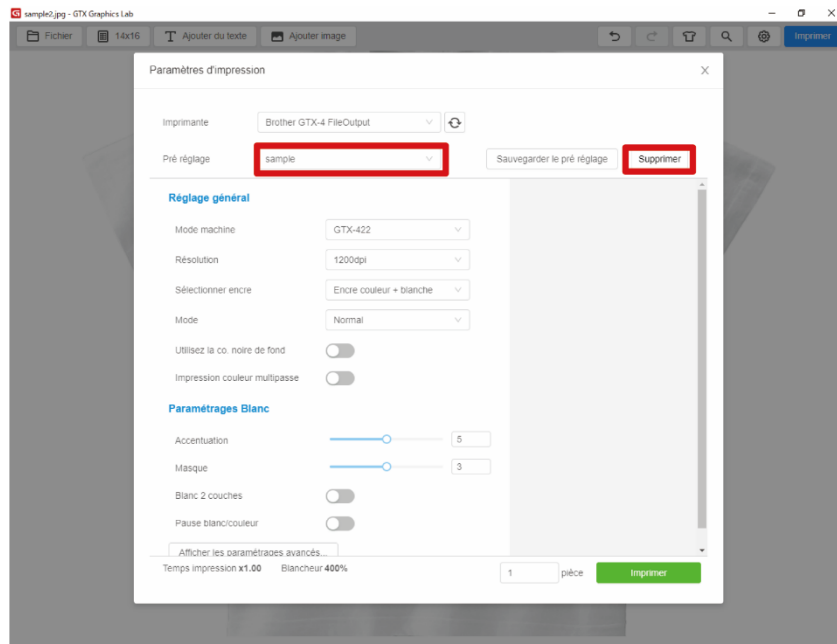 sample2.jpg - GTX Graphics Lab
Fichier 14x16 Ajouter du texte Ajouter image Imprimer
Paramètres d'impression
Imprimante Brother GTX-4 FileOutput
Pré réglage sample Sauvegarder le pré réglage Supprimer
Réglage général
Mode machine GTX-422
Résolution 1200dpi
Sélectionner encre Encre couleur + blanche
Mode Normal
Utilisez la co. noire de fond
Impression couleur multipasse
Paramétrages Blanc
Accentuation 5
Masque 3
Blanc 2 couches
Pause blanc/couleur
Afficher les paramétrages avancés...
Temps impression x1.00 Blancheur 400% 1 pièce Imprimer